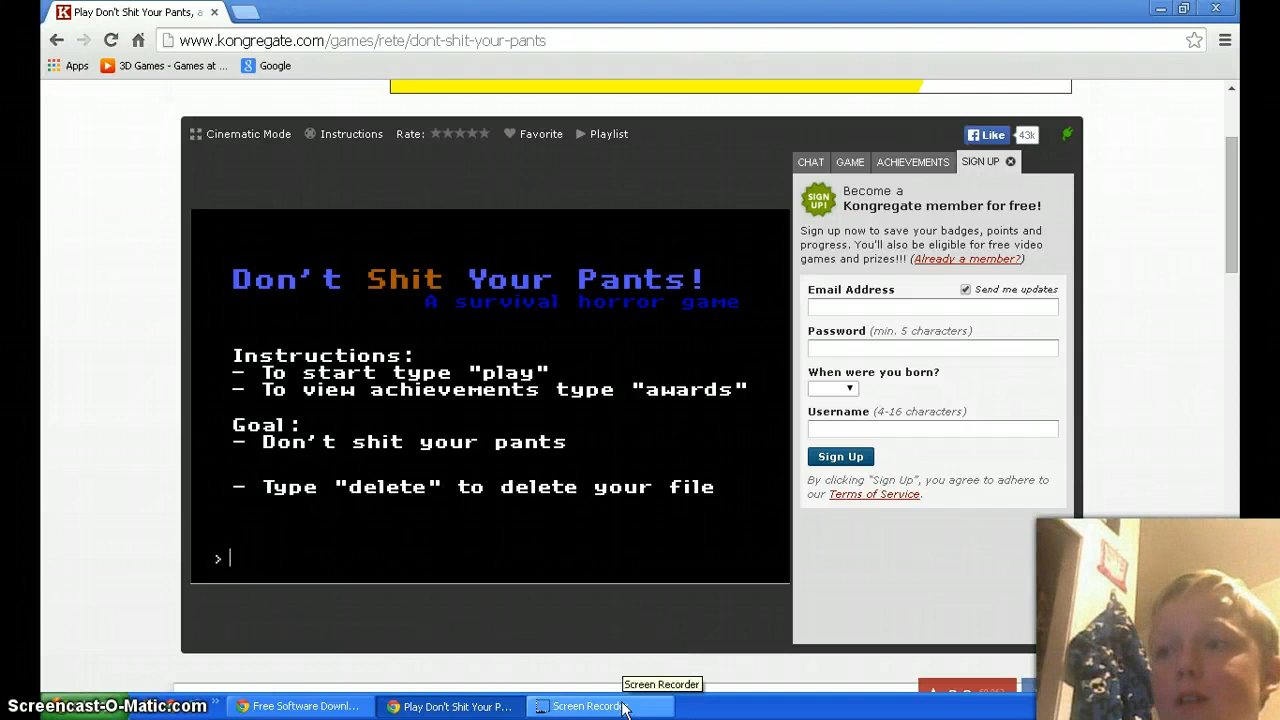 Play Don't Shit Your Pants, a
www.kongregate.com/games/rete/dont-shit-your-pants
Apps
3D Games - Games at ...
Google
Cinematic Mode
Instructions
Rate:
Favorite
Playlist
Like
43k
CHAT
GAME
ACHIEVEMENTS
SIGN UP
SIGN UP!
Become a
Kongregate member for free!
Sign up now to save your badges, points and
progress. You'll also be eligible for free video
games and prizes!!! (Already a member?)
Email Address
Send me updates
Password (min. 5 characters)
When were you born?
Username (4-16 characters)
Sign Up
By clicking "Sign Up", you agree to adhere to
our Terms of Service.
Don't Shit Your Pants!
A survival horror game
Instructions:
- To start type "play"
- To view achievements type "awards"
Goal:
- Don't shit your pants
- Type "delete" to delete your file
>
Screen Recorder
Screencast-O-Matic.com
Free Software Downl...
Play Don't Shit Your P...
Screen Recorde